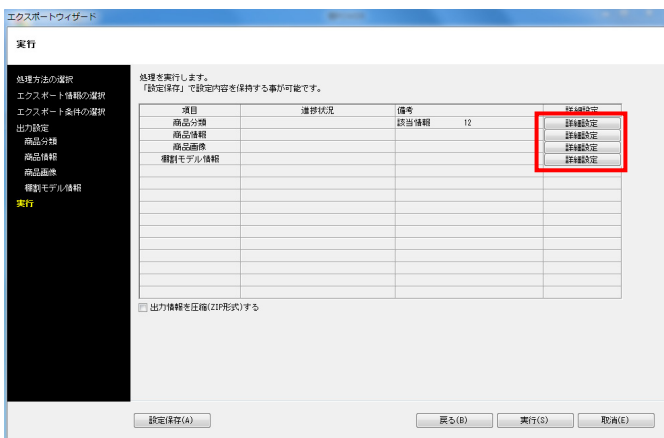 エクスポートウィザード
実行
処理方法の選択
エクスポート情報の選択
エクスポート条件の選択
出力設定
商品分類
商品情報
商品画像
棚割モデル情報
実行
処理を実行します。
「設定保存」で設定内容を保持する事が可能です。
項目 進捗状況 備考 詳細設定
商品分類 該当情報 12 詳細設定
商品情報 詳細設定
商品画像 詳細設定
棚割モデル情報 詳細設定
出力情報を圧縮(ZIP形式)する
設定保存(A) 戻る(B) 実行(S) 取消(E)